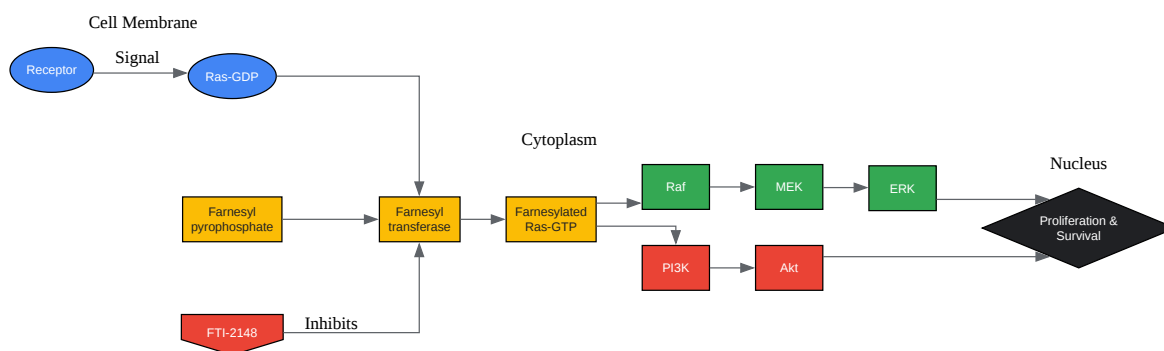 Cell Membrane
Receptor
Signal
Ras-GDP
Cytoplasm
Nucleus
Farnesyl
pyrophosphate
Farnesyl
transferase
Farnesylated
Ras-GTP
Raf
MEK
ERK
PI3K
Akt
Proliferation &
Survival
FTI-2148
Inhibits